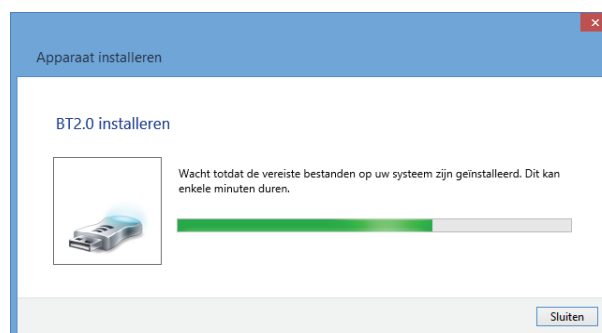 Apparaat installeren
BT2.0 installeren
Wacht totdat de vereiste bestanden op uw systeem zijn geïnstalleerd. Dit kan
enkele minuten duren.
Sluiten